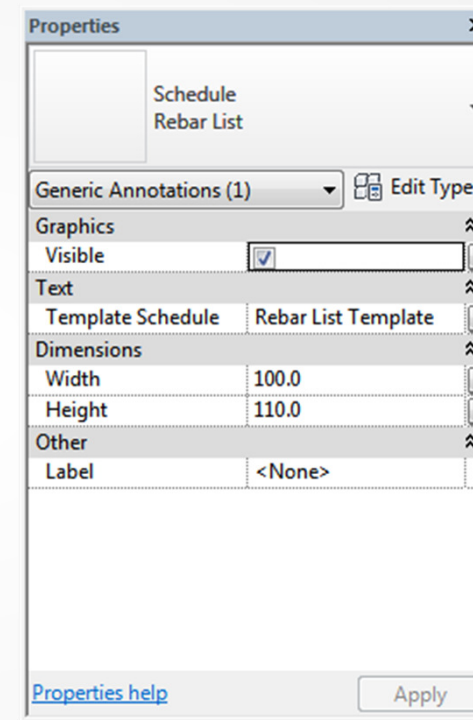 Properties
Schedule
Rebar List
Generic Annotations (1)
Edit Type
Graphics
Visible
Text
Template Schedule Rebar List Template
Dimensions
Width 100.0
Height 110.0
Other
Label <None>
Properties help
Apply